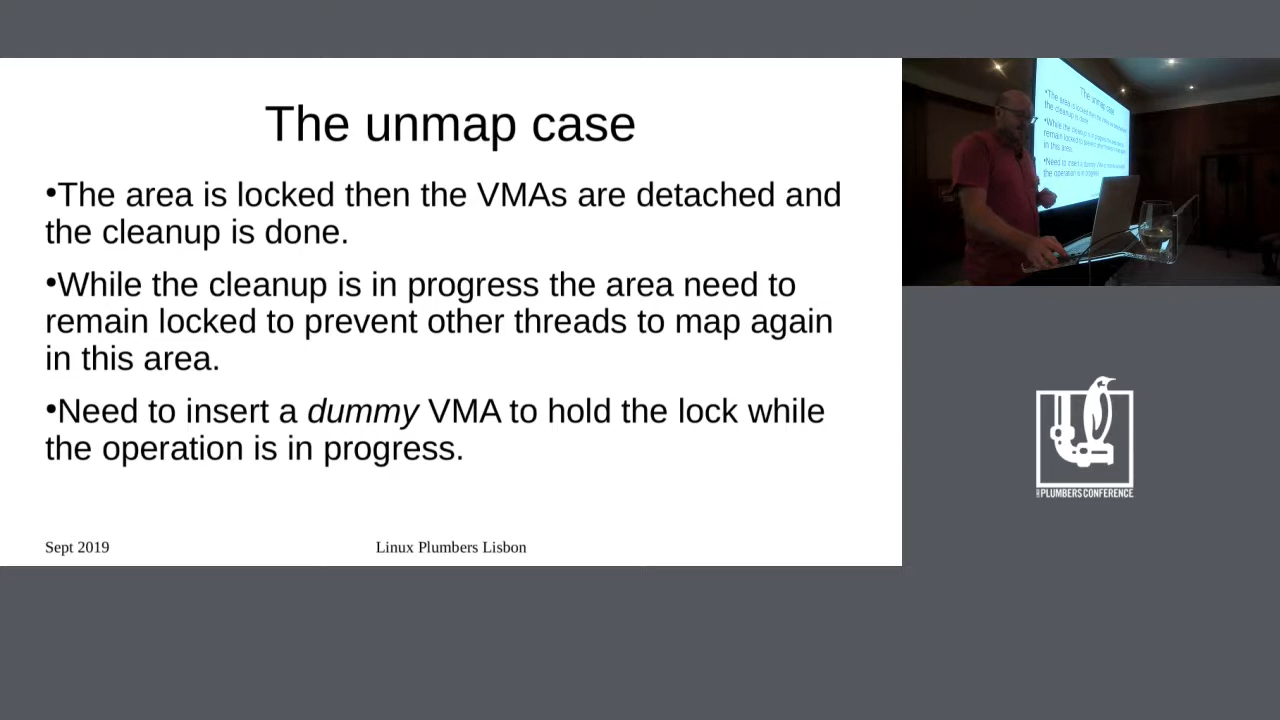 The unmap case
•The area is locked then the VMAs are detached and
the cleanup is done.
•While the cleanup is in progress the area need to
remain locked to prevent other threads to map again
in this area.
•Need to insert a dummy VMA to hold the lock while
the operation is in progress.
Sept 2019
Linux Plumbers Lisbon
The unmap case
PLUMBERS CONFERENCE